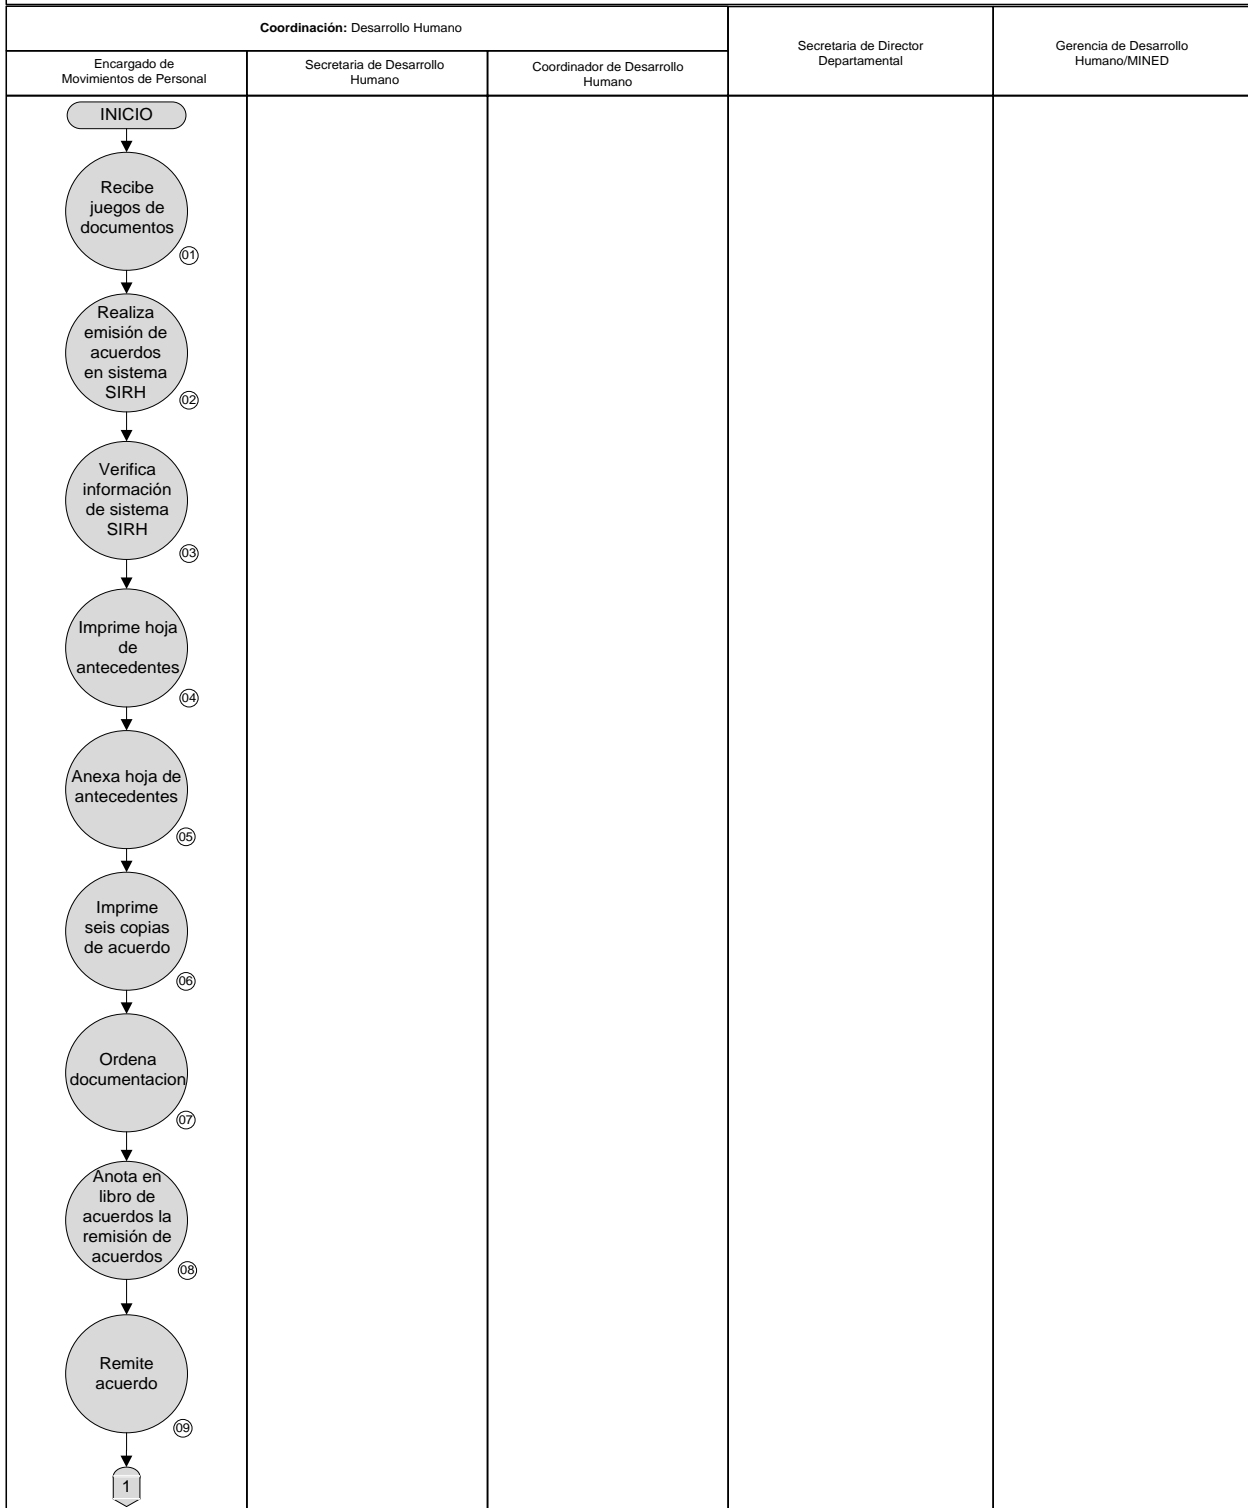 Coordinación: Desarrollo Humano
Secretaria de Director
Departamental
Gerencia de Desarrollo
Humano/MINED
Encargado de
Movimientos de Personal
Secretaria de Desarrollo
Humano
Coordinador de Desarrollo
Humano
INICIO
Recibe
juegos de
documentos
01
Realiza
emisión de
acuerdos
en sistema
SIRH
02
Verifica
información
de sistema
SIRH
03
Imprime hoja
de
antecedentes
04
Anexa hoja de
antecedentes
05
Imprime
seis copias
de acuerdo
06
Ordena
documentacion
07
Anota en
libro de
acuerdos la
remisión de
acuerdos
08
Remite
acuerdo
09
1